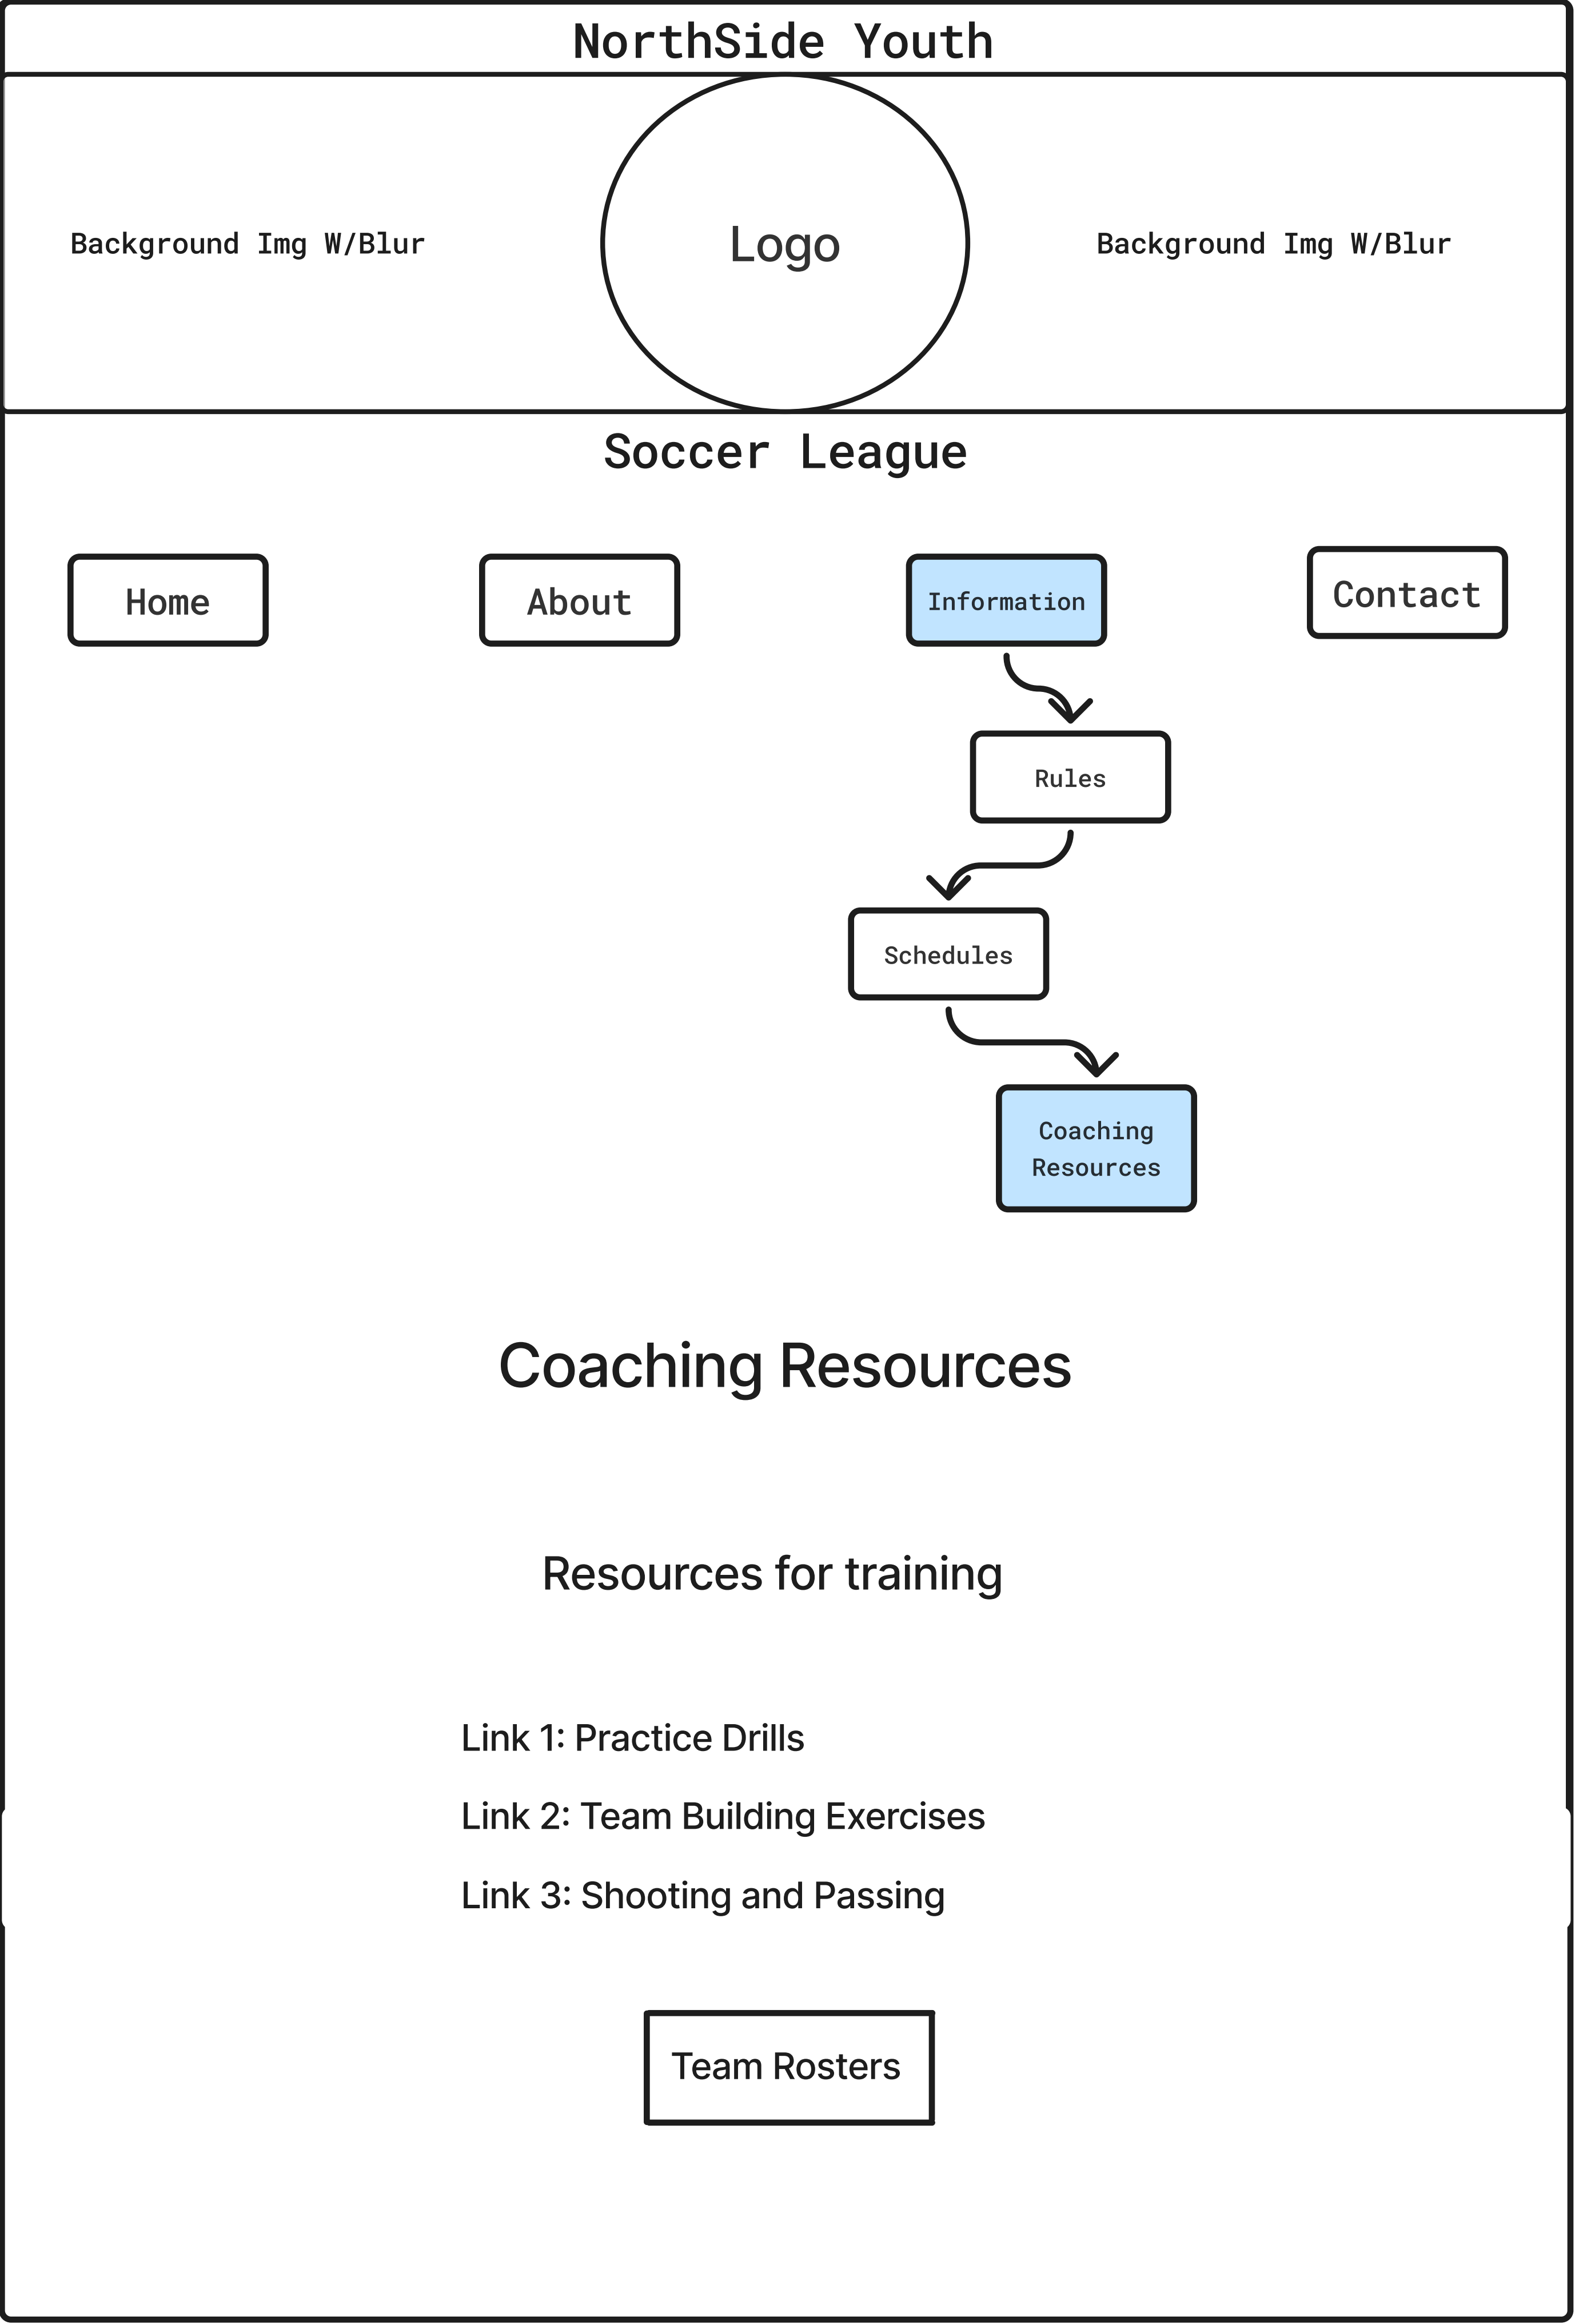 NorthSide Youth
Background Img W/Blur
Logo
Background Img W/Blur
Soccer League
Home
About
Information
Contact
Rules
Schedules
Coaching
Resources
Coaching Resources
Resources for training
Link 1: Practice Drills
Link 2: Team Building Exercises
Link 3: Shooting and Passing
Team Rosters